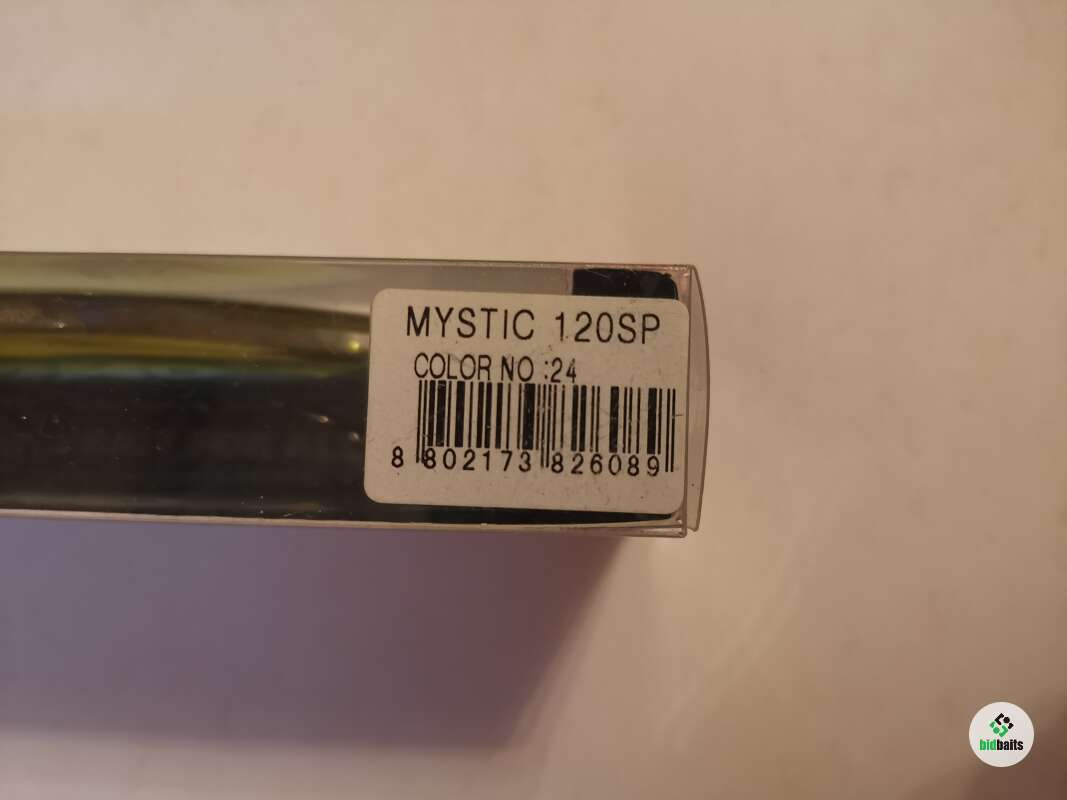 MYSTIC 120SP
COLOR NO :24
8 802173 826089
bidbaits